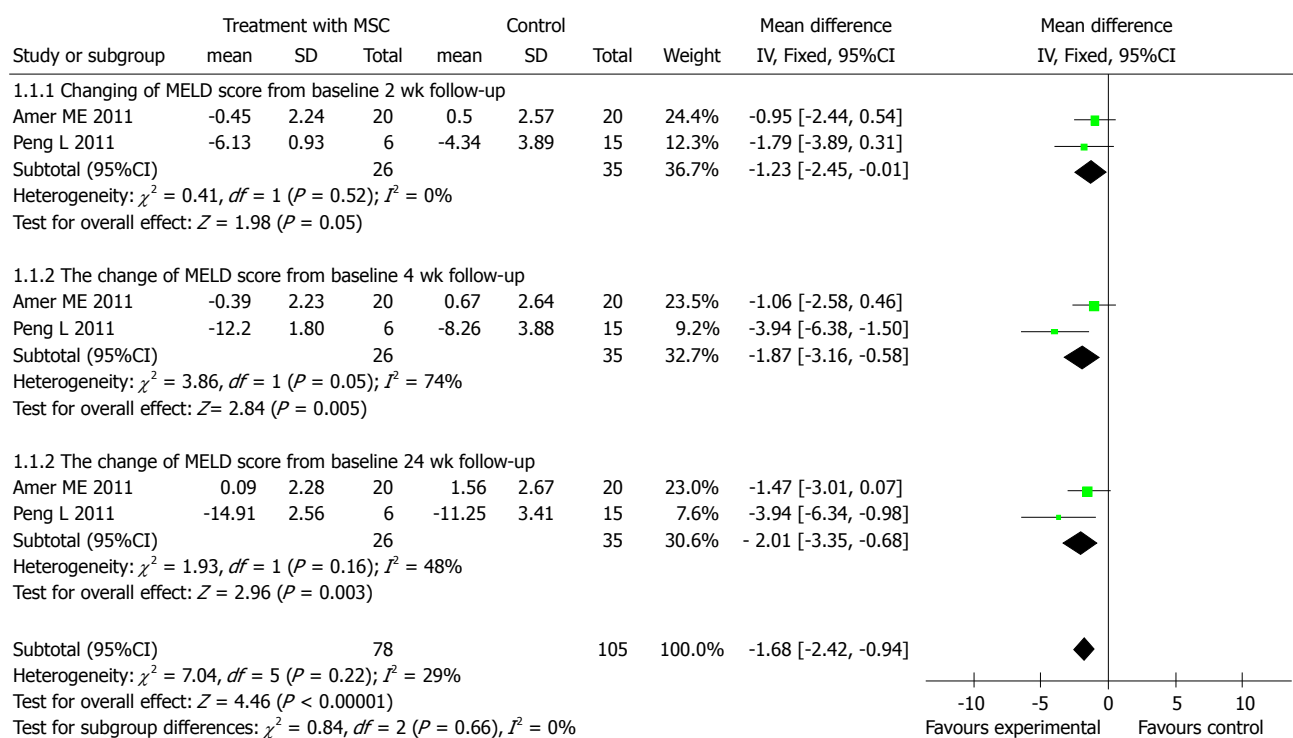 Treatment with MSC Control Mean difference Mean difference
Study or subgroup mean SD Total mean SD Total Weight IV, Fixed, 95%CI IV, Fixed, 95%CI
1.1.1 Changing of MELD score from baseline 2 wk follow-up
Amer ME 2011 -0.45 2.24 20 0.5 2.57 20 24.4% -0.95 [-2.44, 0.54]
Peng L 2011 -6.13 0.93 6 -4.34 3.89 15 12.3% -1.79 [-3.89, 0.31]
Subtotal (95%CI) 26 35 36.7% -1.23 [-2.45, -0.01]
Heterogeneity: χ² = 0.41, df = 1 (P = 0.52); I² = 0%
Test for overall effect: Z = 1.98 (P = 0.05)
1.1.2 The change of MELD score from baseline 4 wk follow-up
Amer ME 2011 -0.39 2.23 20 0.67 2.64 20 23.5% -1.06 [-2.58, 0.46]
Peng L 2011 -12.2 1.80 6 -8.26 3.88 15 9.2% -3.94 [-6.38, -1.50]
Subtotal (95%CI) 26 35 32.7% -1.87 [-3.16, -0.58]
Heterogeneity: χ² = 3.86, df = 1 (P = 0.05); I² = 74%
Test for overall effect: Z= 2.84 (P = 0.005)
1.1.2 The change of MELD score from baseline 24 wk follow-up
Amer ME 2011 0.09 2.28 20 1.56 2.67 20 23.0% -1.47 [-3.01, 0.07]
Peng L 2011 -14.91 2.56 6 -11.25 3.41 15 7.6% -3.94 [-6.34, -0.98]
Subtotal (95%CI) 26 35 30.6% - 2.01 [-3.35, -0.68]
Heterogeneity: χ² = 1.93, df = 1 (P = 0.16); I² = 48%
Test for overall effect: Z = 2.96 (P = 0.003)
Subtotal (95%CI) 78 105 100.0% -1.68 [-2.42, -0.94]
Heterogeneity: χ² = 7.04, df = 5 (P = 0.22); I² = 29%
Test for overall effect: Z = 4.46 (P < 0.00001)
Test for subgroup differences: χ² = 0.84, df = 2 (P = 0.66), I² = 0%
-10 -5 0 5 10
Favours experimental Favours control